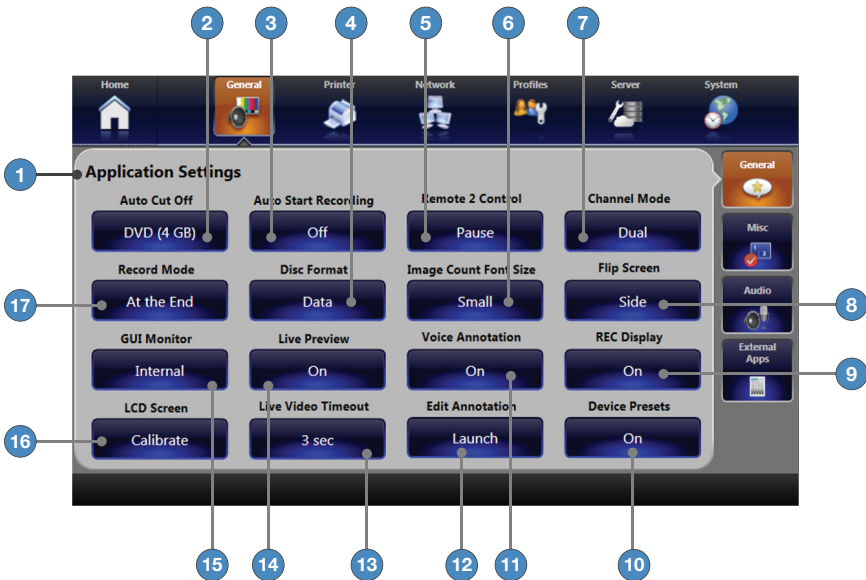 2 3 4 5 6 7
Home General Printer Network Profiles Server System
1
Application Settings
General
Auto Cut Off Auto Start Recording Remote 2 Control Channel Mode
DVD (4 GB) Off Pause Dual
Misc
1 2
Record Mode Disc Format Image Count Font Size Flip Screen
17 At the End Data Small Side 8
Audio
GUI Monitor Live Preview Voice Annotation REC Display
Internal On On On 9
External
Apps
LCD Screen Live Video Timeout Edit Annotation Device Presets
16 Calibrate 3 sec Launch On
15 14 13 12 11 10